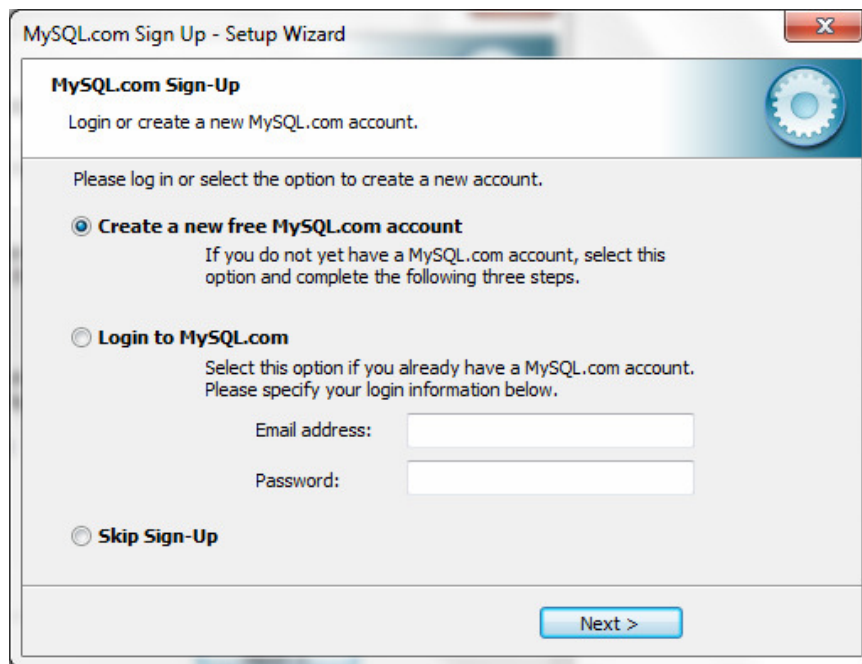 MySQL.com Sign Up - Setup Wizard
MySQL.com Sign-Up
Login or create a new MySQL.com account.
Please log in or select the option to create a new account.
Create a new free MySQL.com account
If you do not yet have a MySQL.com account, select this
option and complete the following three steps.
Login to MySQL.com
Select this option if you already have a MySQL.com account.
Please specify your login information below.
Email address:
Password:
Skip Sign-Up
Next >